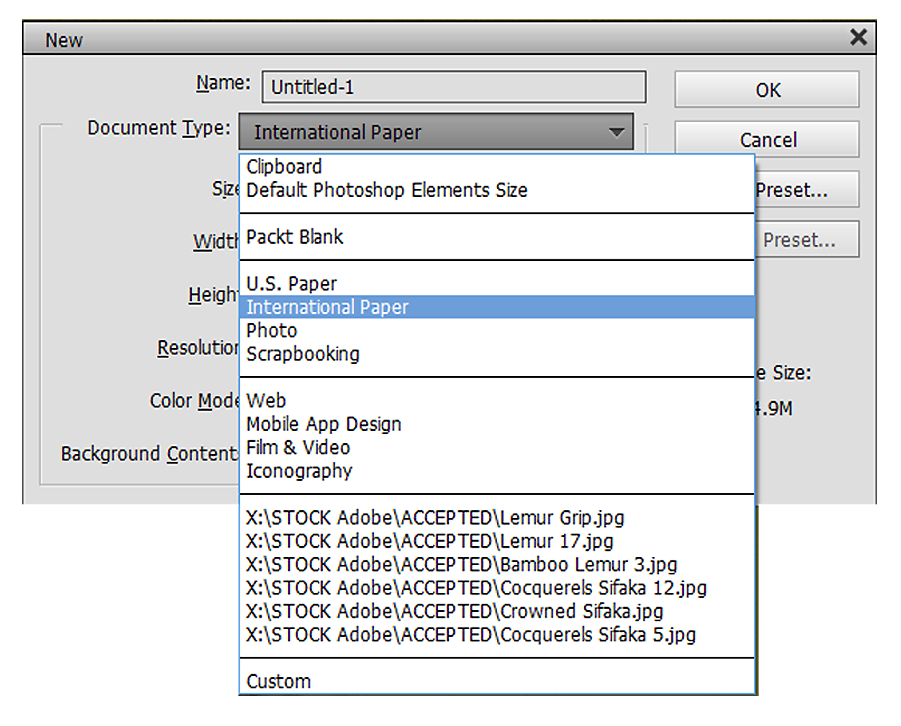 New
Name: Untitled-1
OK
Document Type: International Paper
Cancel
Clipboard
Size
Default Photoshop Elements Size
Preset...
Packt Blank
Width
Preset...
U.S. Paper
Height
International Paper
Photo
Resolution
Scrapbooking
e Size:
Web
Color Mode
4.9M
Mobile App Design
Film & Video
Background Content
Iconography
X:\STOCK Adobe\ACCEPTED\Lemur Grip.jpg
X:\STOCK Adobe\ACCEPTED\Lemur 17.jpg
X:\STOCK Adobe\ACCEPTED\Bamboo Lemur 3.jpg
X:\STOCK Adobe\ACCEPTED\Cocquerels Sifaka 12.jpg
X:\STOCK Adobe\ACCEPTED\Crowned Sifaka.jpg
X:\STOCK Adobe\ACCEPTED\Cocquerels Sifaka 5.jpg
Custom